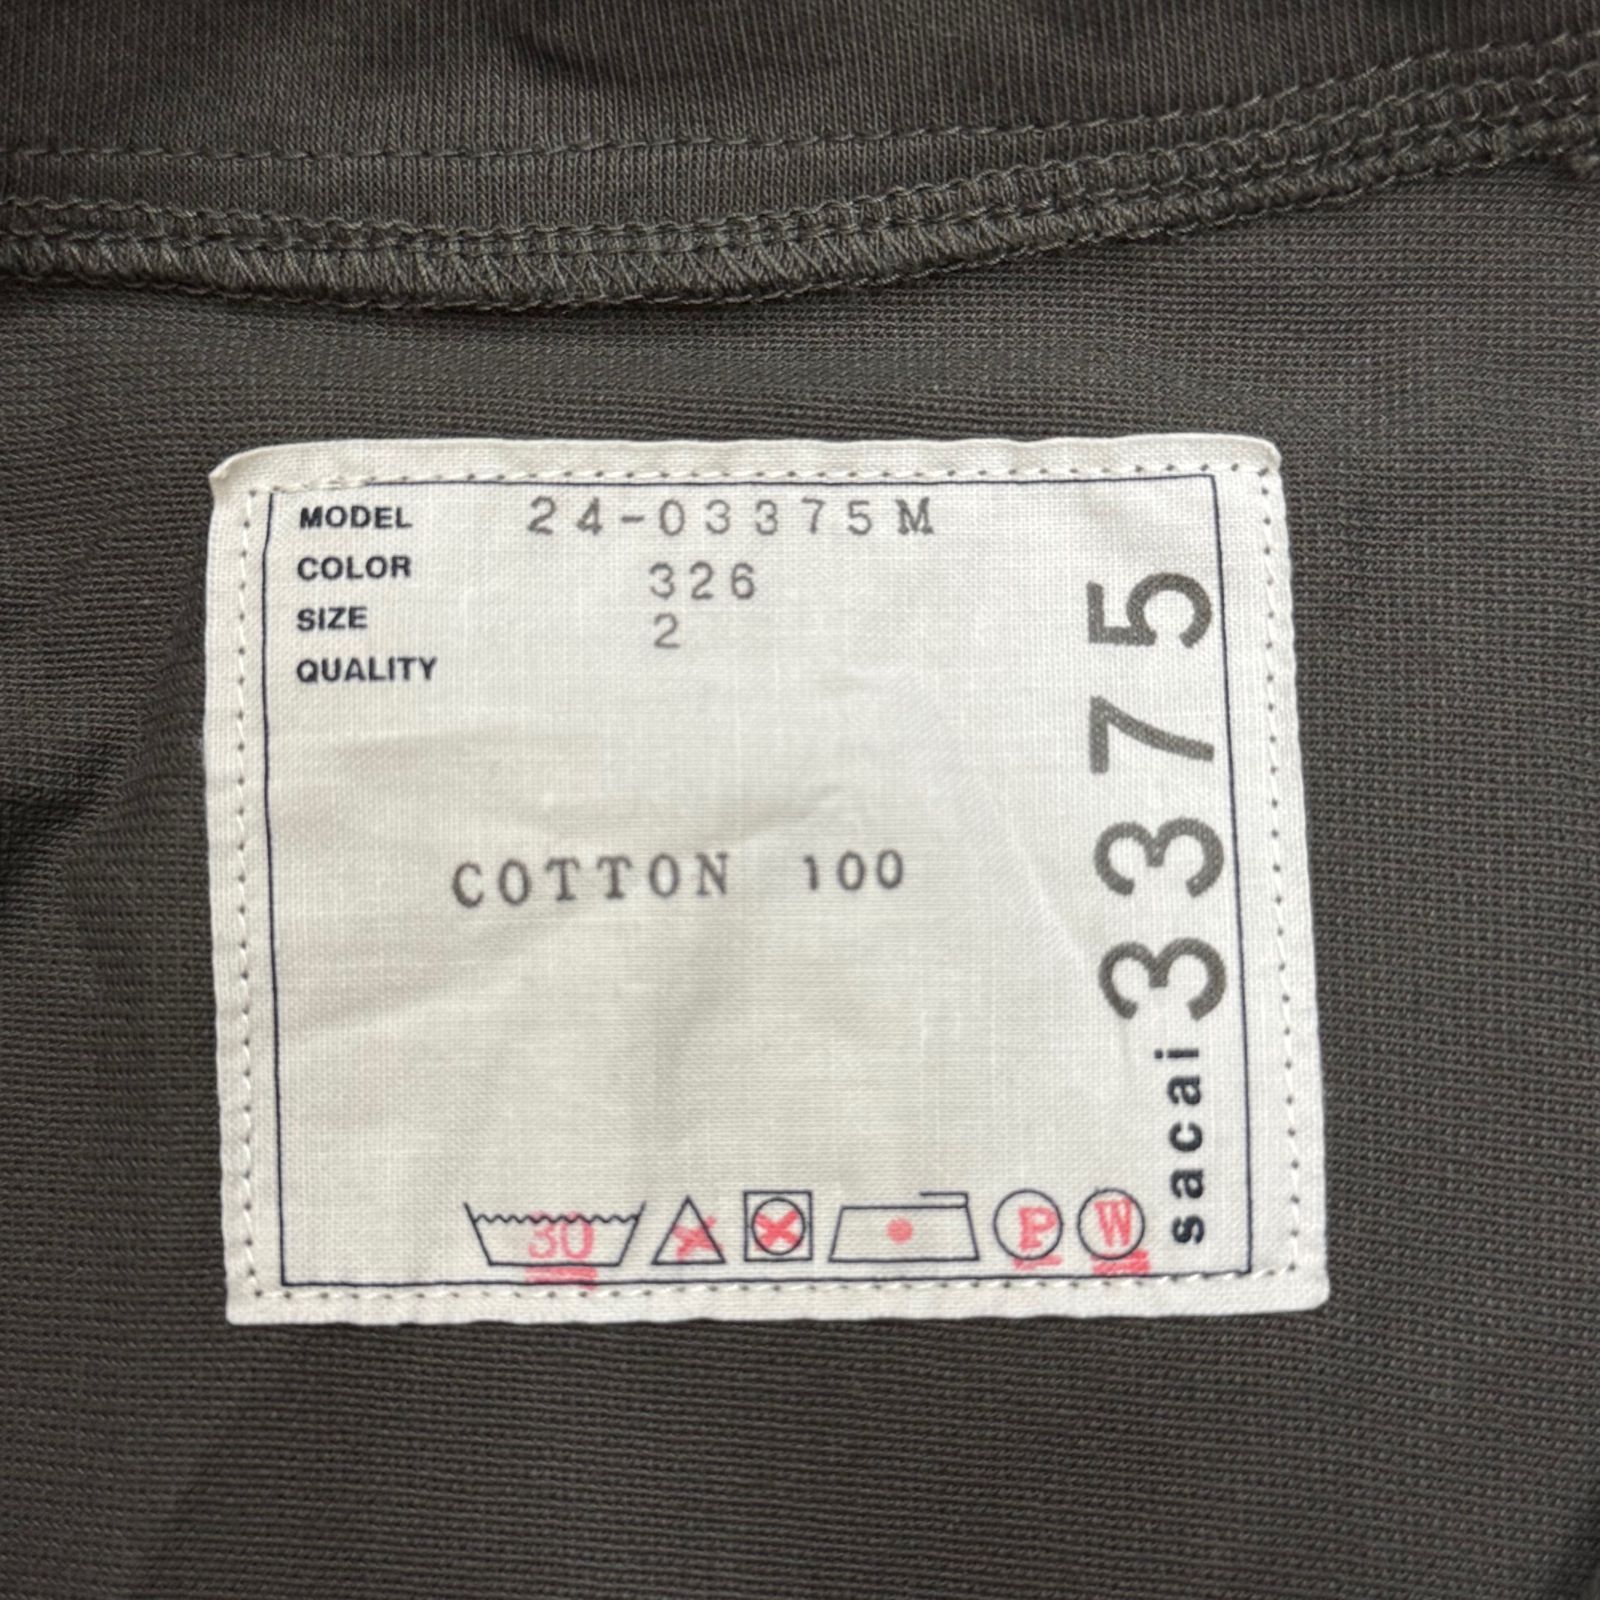 MODEL 24-03375M
COLOR 326
SIZE 2
QUALITY
COTTON 100
sacai 3375
30
P W